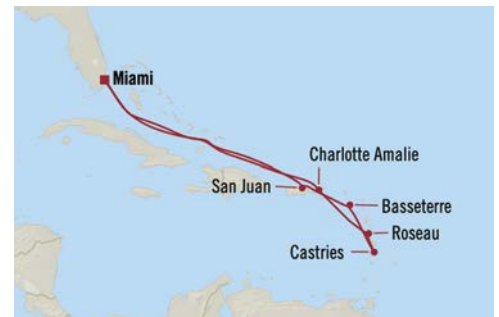 Miami
Charlotte Amalie
San Juan
Basseterre
Roseau
Castries